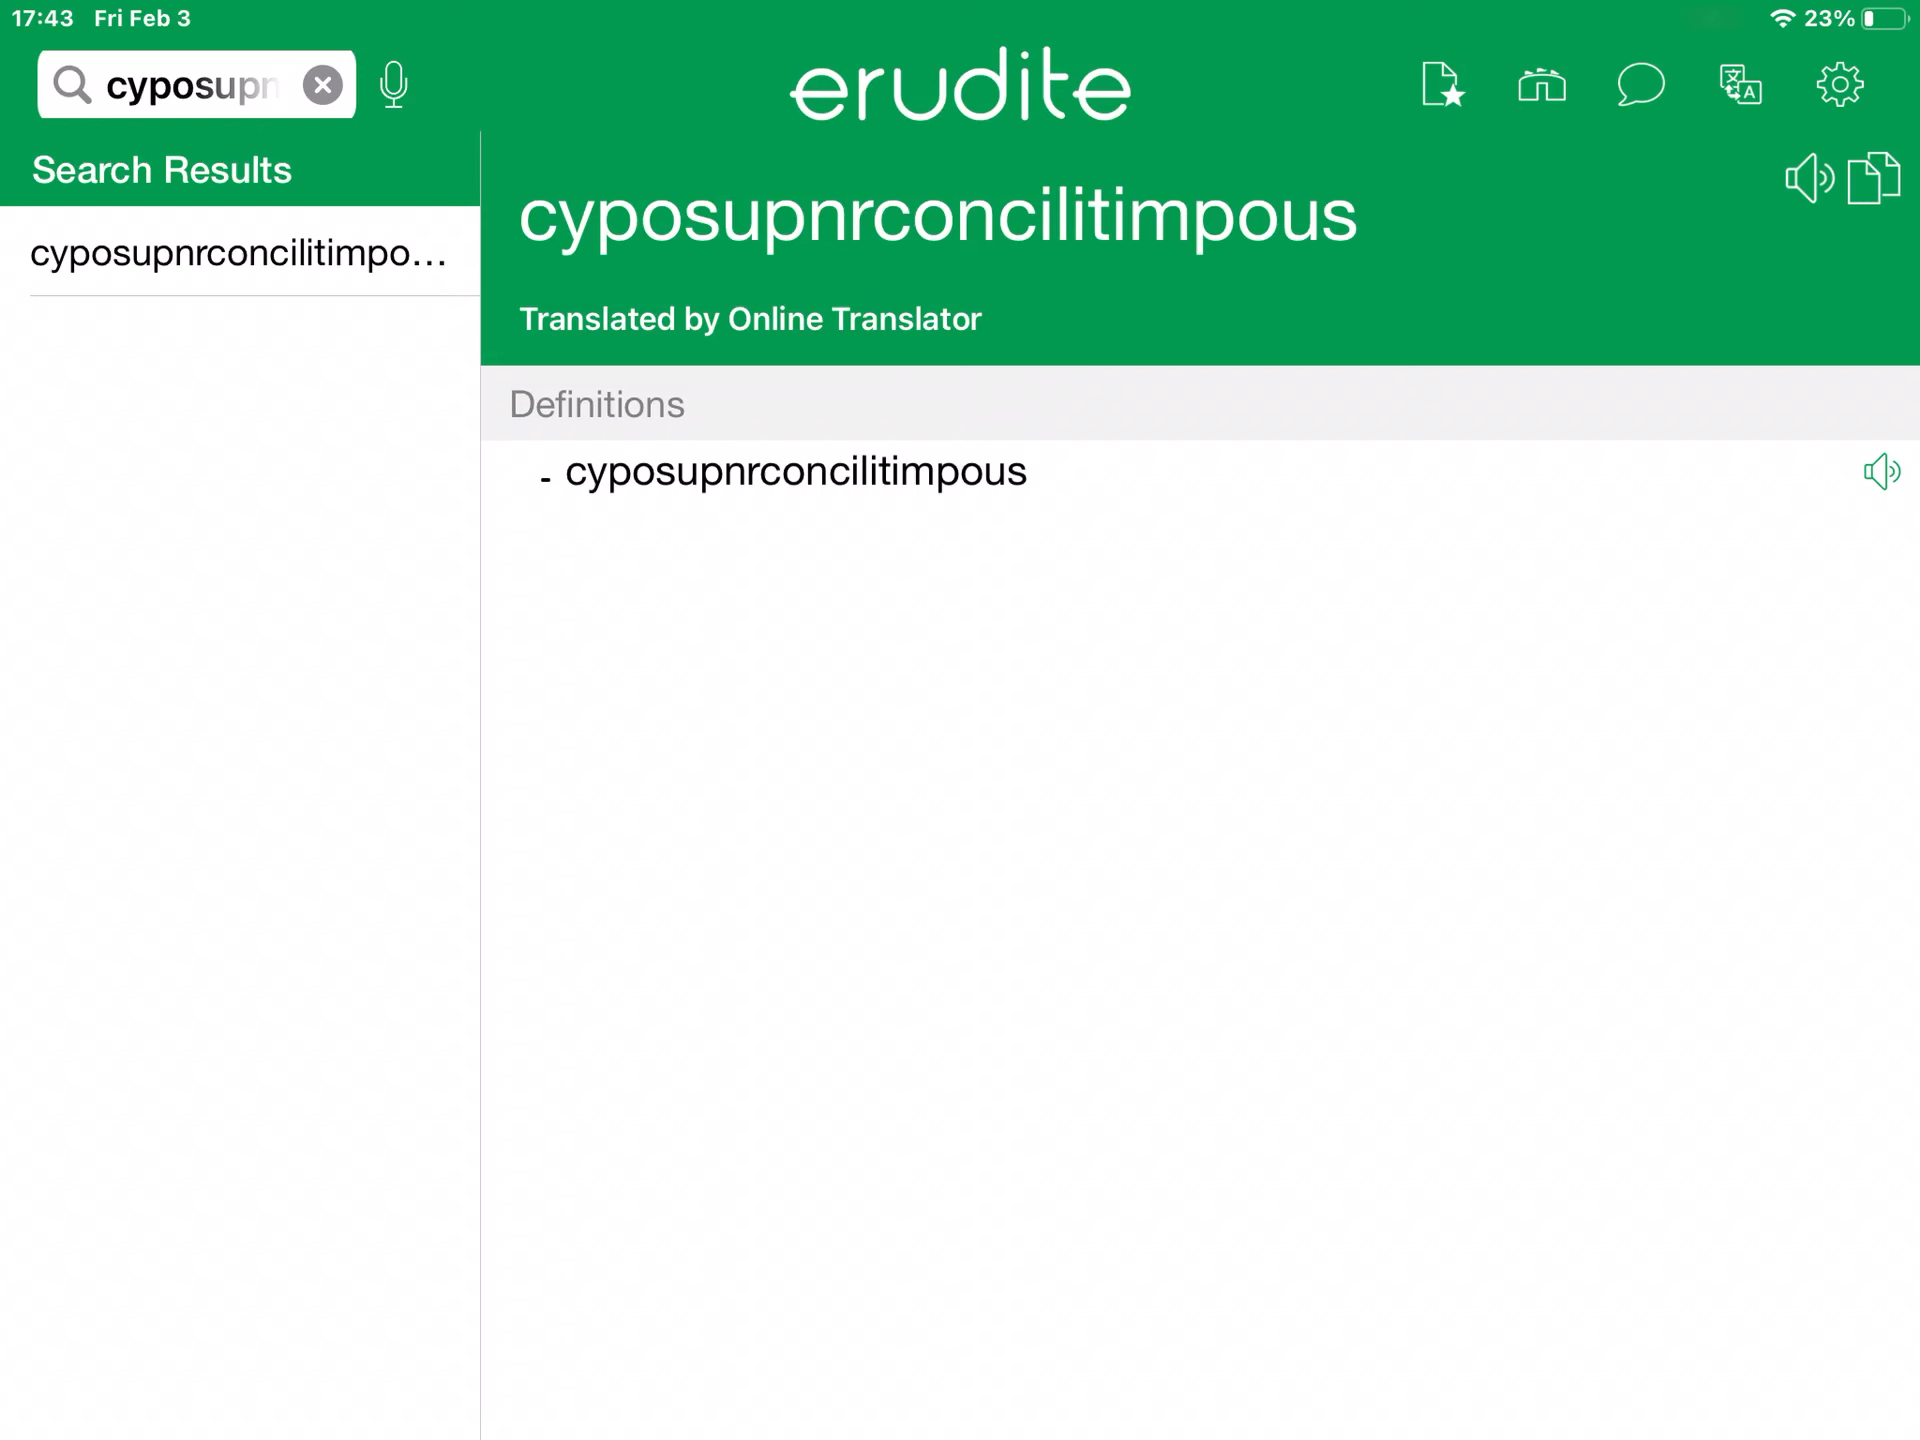 17:43 Fri Feb 3
23%
cyposupn
erudite
Search Results
cyposupnrconcilitimpo...
cyposupnrconcilitimpous
Translated by Online Translator
Definitions
- cyposupnrconcilitimpous